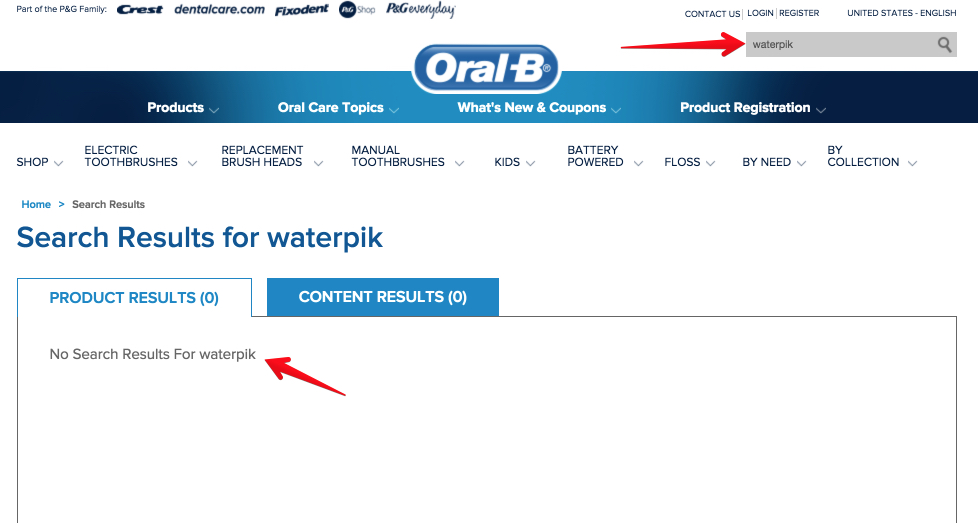 Part of the P&G Family: Crest dentalcare.com Fixodent P&G Shop P&G everyday
CONTACT US | LOGIN | REGISTER UNITED STATES - ENGLISH
waterpik
Oral-B®
Products Oral Care Topics What's New & Coupons Product Registration
SHOP ELECTRIC TOOTHBRUSHES REPLACEMENT BRUSH HEADS MANUAL TOOTHBRUSHES KIDS BATTERY POWERED FLOSS BY NEED BY COLLECTION
Home > Search Results
Search Results for waterpik
PRODUCT RESULTS (0) CONTENT RESULTS (0)
No Search Results For waterpik